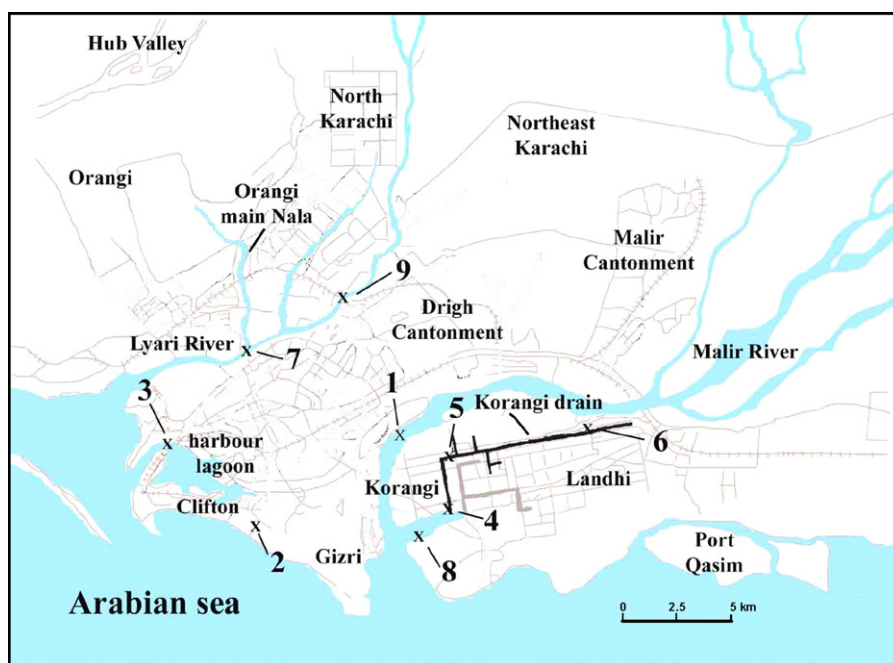 Hub Valley
North
Karachi
Northeast
Karachi
Orangi
Orangi
main Nala
Malir
Cantonment
9
Drigh
Cantonment
Lyari River
7
Malir River
3
1
5
Korangi drain
harbour
lagoon
6
Korangi
Landhi
Clifton
4
2
Gizri
8
Port
Qasim
Arabian sea
0 2.5 5 km